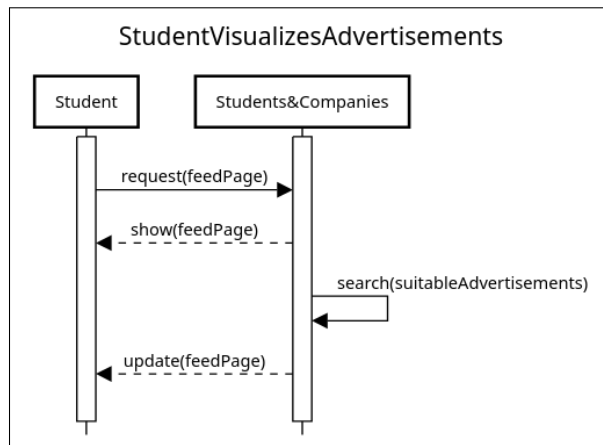 StudentVisualizesAdvertisements
Student
Students&Companies
request(feedPage)
show(feedPage)
search(suitableAdvertisements)
update(feedPage)